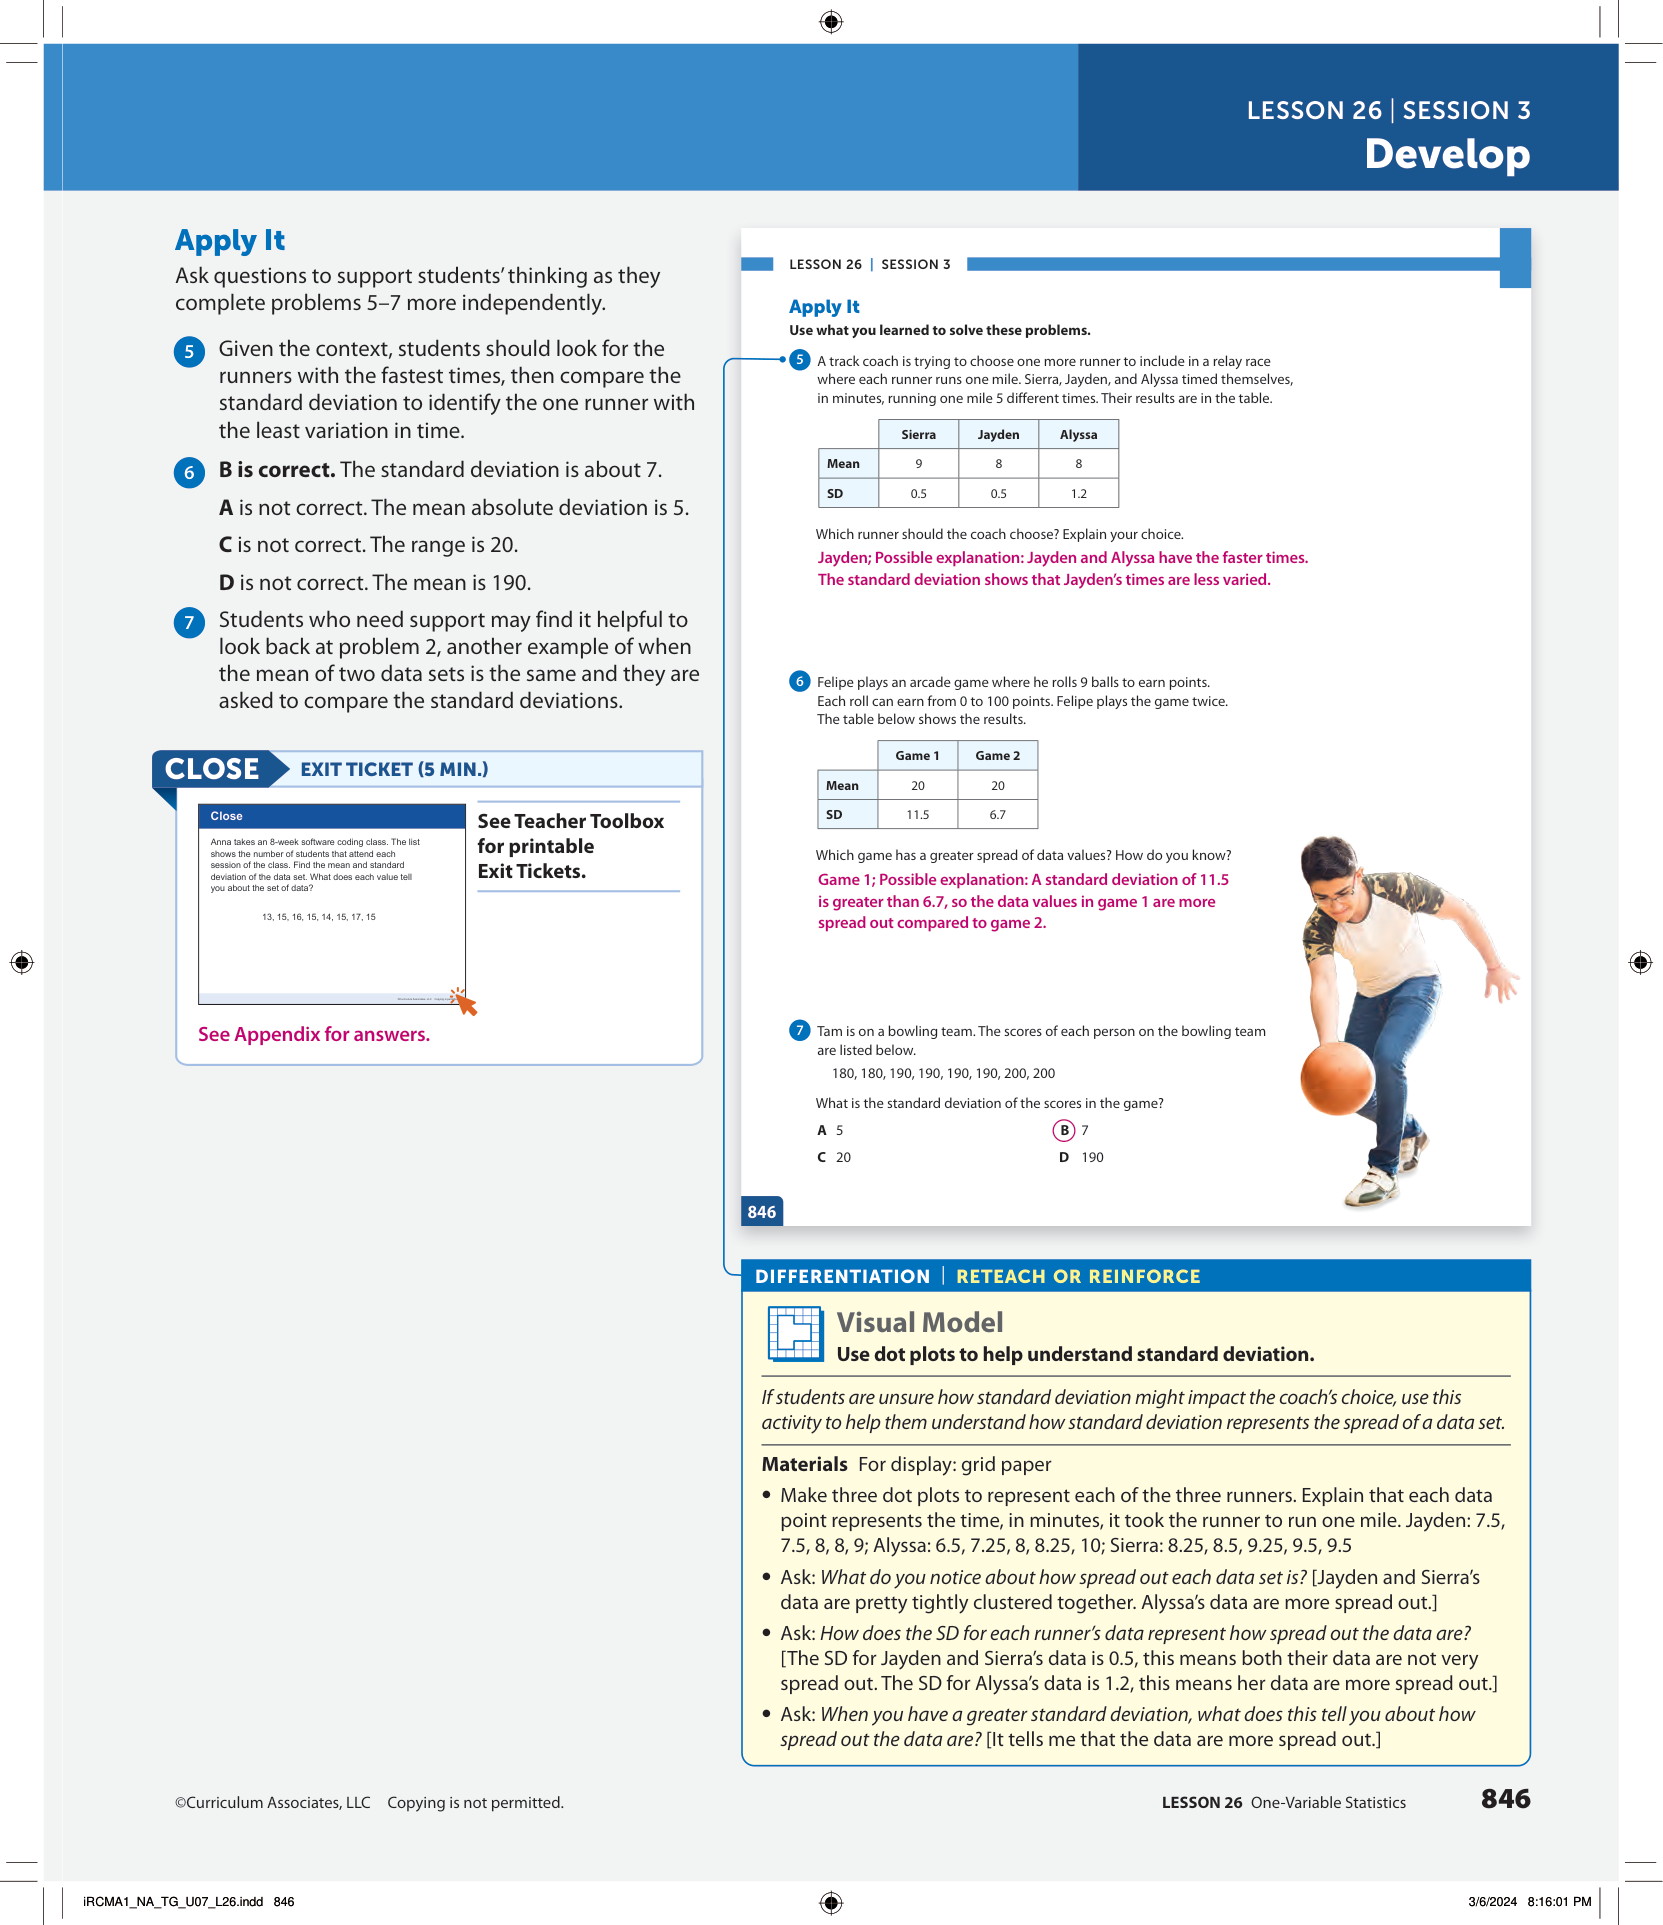 LESSON 26 | SESSION 3
Develop
Apply It
Ask questions to support students’ thinking as they
complete problems 5–7 more independently.
5 Given the context, students should look for the
runners with the fastest times, then compare the
standard deviation to identify the one runner with
the least variation in time.
6 B is correct. The standard deviation is about 7.
A is not correct. The mean absolute deviation is 5.
C is not correct. The range is 20.
D is not correct. The mean is 190.
7 Students who need support may find it helpful to
look back at problem 2, another example of when
the mean of two data sets is the same and they are
asked to compare the standard deviations.
CLOSE EXIT TICKET (5 MIN.)
Close
Anna takes an 8-week software coding class. The list
shows the number of students that attend each
session of the class. Find the mean and standard
deviation of the data set. What does each value tell
you about the set of data?
13, 15, 16, 15, 14, 15, 17, 15
See Teacher Toolbox
for printable
Exit Tickets.
See Appendix for answers.
LESSON 26 | SESSION 3
Apply It
Use what you learned to solve these problems.
5 A track coach is trying to choose one more runner to include in a relay race
where each runner runs one mile. Sierra, Jayden, and Alyssa timed themselves,
in minutes, running one mile 5 different times. Their results are in the table.
Sierra Jayden Alyssa
Mean 9 8 8
SD 0.5 0.5 1.2
Which runner should the coach choose? Explain your choice.
Jayden; Possible explanation: Jayden and Alyssa have the faster times.
The standard deviation shows that Jayden’s times are less varied.
6 Felipe plays an arcade game where he rolls 9 balls to earn points.
Each roll can earn from 0 to 100 points. Felipe plays the game twice.
The table below shows the results.
Game 1 Game 2
Mean 20 20
SD 11.5 6.7
Which game has a greater spread of data values? How do you know?
Game 1; Possible explanation: A standard deviation of 11.5
is greater than 6.7, so the data values in game 1 are more
spread out compared to game 2.
7 Tam is on a bowling team. The scores of each person on the bowling team
are listed below.
180, 180, 190, 190, 190, 190, 200, 200
What is the standard deviation of the scores in the game?
A 5 B 7
C 20 D 190
846
DIFFERENTIATION | RETEACH OR REINFORCE
Visual Model
Use dot plots to help understand standard deviation.
If students are unsure how standard deviation might impact the coach’s choice, use this
activity to help them understand how standard deviation represents the spread of a data set.
Materials For display: grid paper
• Make three dot plots to represent each of the three runners. Explain that each data
point represents the time, in minutes, it took the runner to run one mile. Jayden: 7.5,
7.5, 8, 8, 9; Alyssa: 6.5, 7.25, 8, 8.25, 10; Sierra: 8.25, 8.5, 9.25, 9.5, 9.5
• Ask: What do you notice about how spread out each data set is? [Jayden and Sierra’s
data are pretty tightly clustered together. Alyssa’s data are more spread out.]
• Ask: How does the SD for each runner’s data represent how spread out the data are?
[The SD for Jayden and Sierra’s data is 0.5, this means both their data are not very
spread out. The SD for Alyssa’s data is 1.2, this means her data are more spread out.]
• Ask: When you have a greater standard deviation, what does this tell you about how
spread out the data are? [It tells me that the data are more spread out.]
©Curriculum Associates, LLC Copying is not permitted.
LESSON 26 One-Variable Statistics 846
iRCMA1_NA_TG_U07_L26.indd 846
3/6/2024 8:16:01 PM